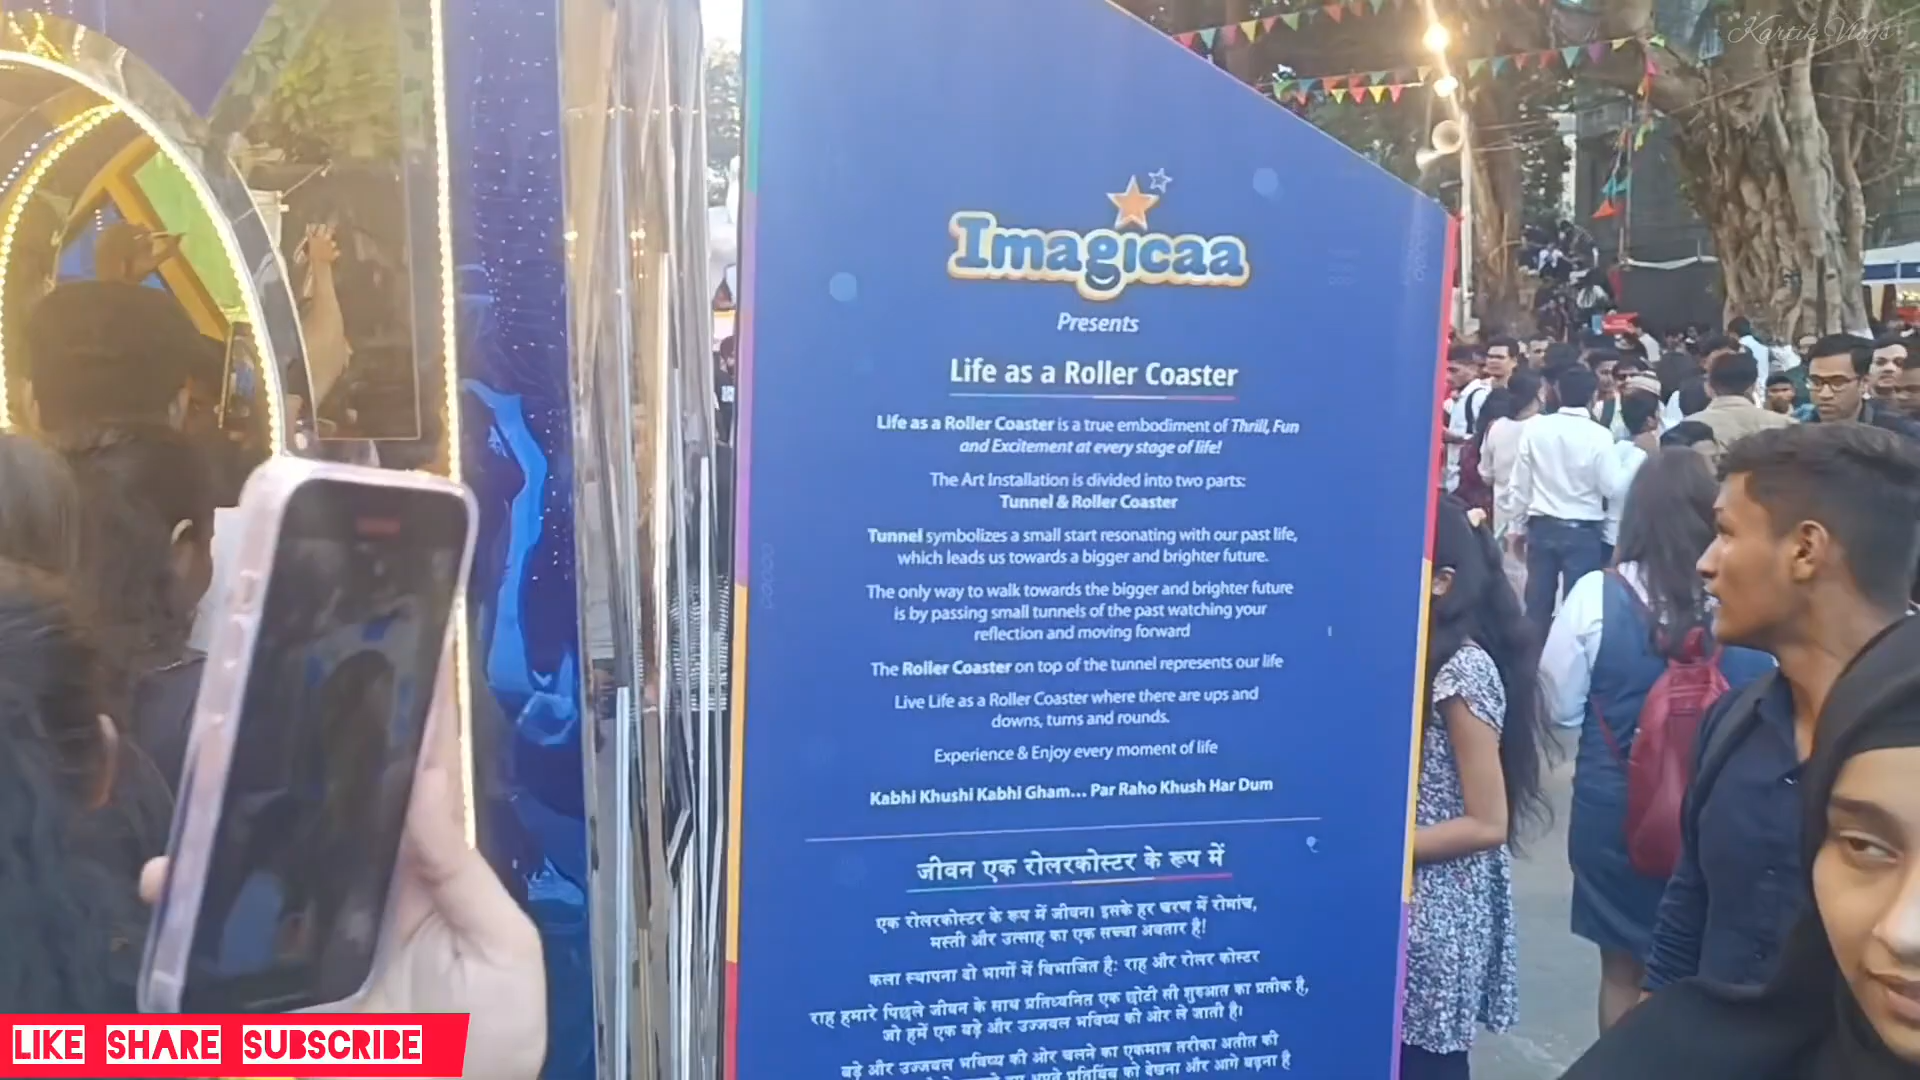 Kartik Vlogs
Imagicaa
Presents
Life as a Roller Coaster
Life as a Roller Coaster is a true embodiment of Thrill, Fun
and Excitement at every stage of life!
The Art Installation is divided into two parts:
Tunnel & Roller Coaster
Tunnel symbolizes a small start resonating with our past life,
which leads us towards a bigger and brighter future.
The only way to walk towards the bigger and brighter future
is by passing small tunnels of the past watching your
reflection and moving forward
The Roller Coaster on top of the tunnel represents our life
Live Life as a Roller Coaster where there are ups and
downs, turns and rounds.
Experience & Enjoy every moment of life
Kabhi Khushi Kabhi Gham... Par Raho Khush Har Dum
जीवन एक रोलरकोस्टर के रूप में
एक रोलरकोस्टर के रूप में जीवन। इसके हर चरण में रोमांच,
मस्ती और उत्साह का एक सच्चा अवतार है!
कला स्थापना दो भागों में विभाजित है: राह और रोलर कोस्टर
राह हमारे पिछले जीवन के साथ प्रतिध्वनित एक छोटी सी शुरुआत का प्रतीक है,
जो हमें एक बड़े और उज्जवल भविष्य की ओर ले जाती है।
बड़े और उज्जवल भविष्य की ओर चलने का एकमात्र तरीका अतीत की
प्रतिबिंब को देखना और आगे बढ़ना है
LIKE SHARE SUBSCRIBE